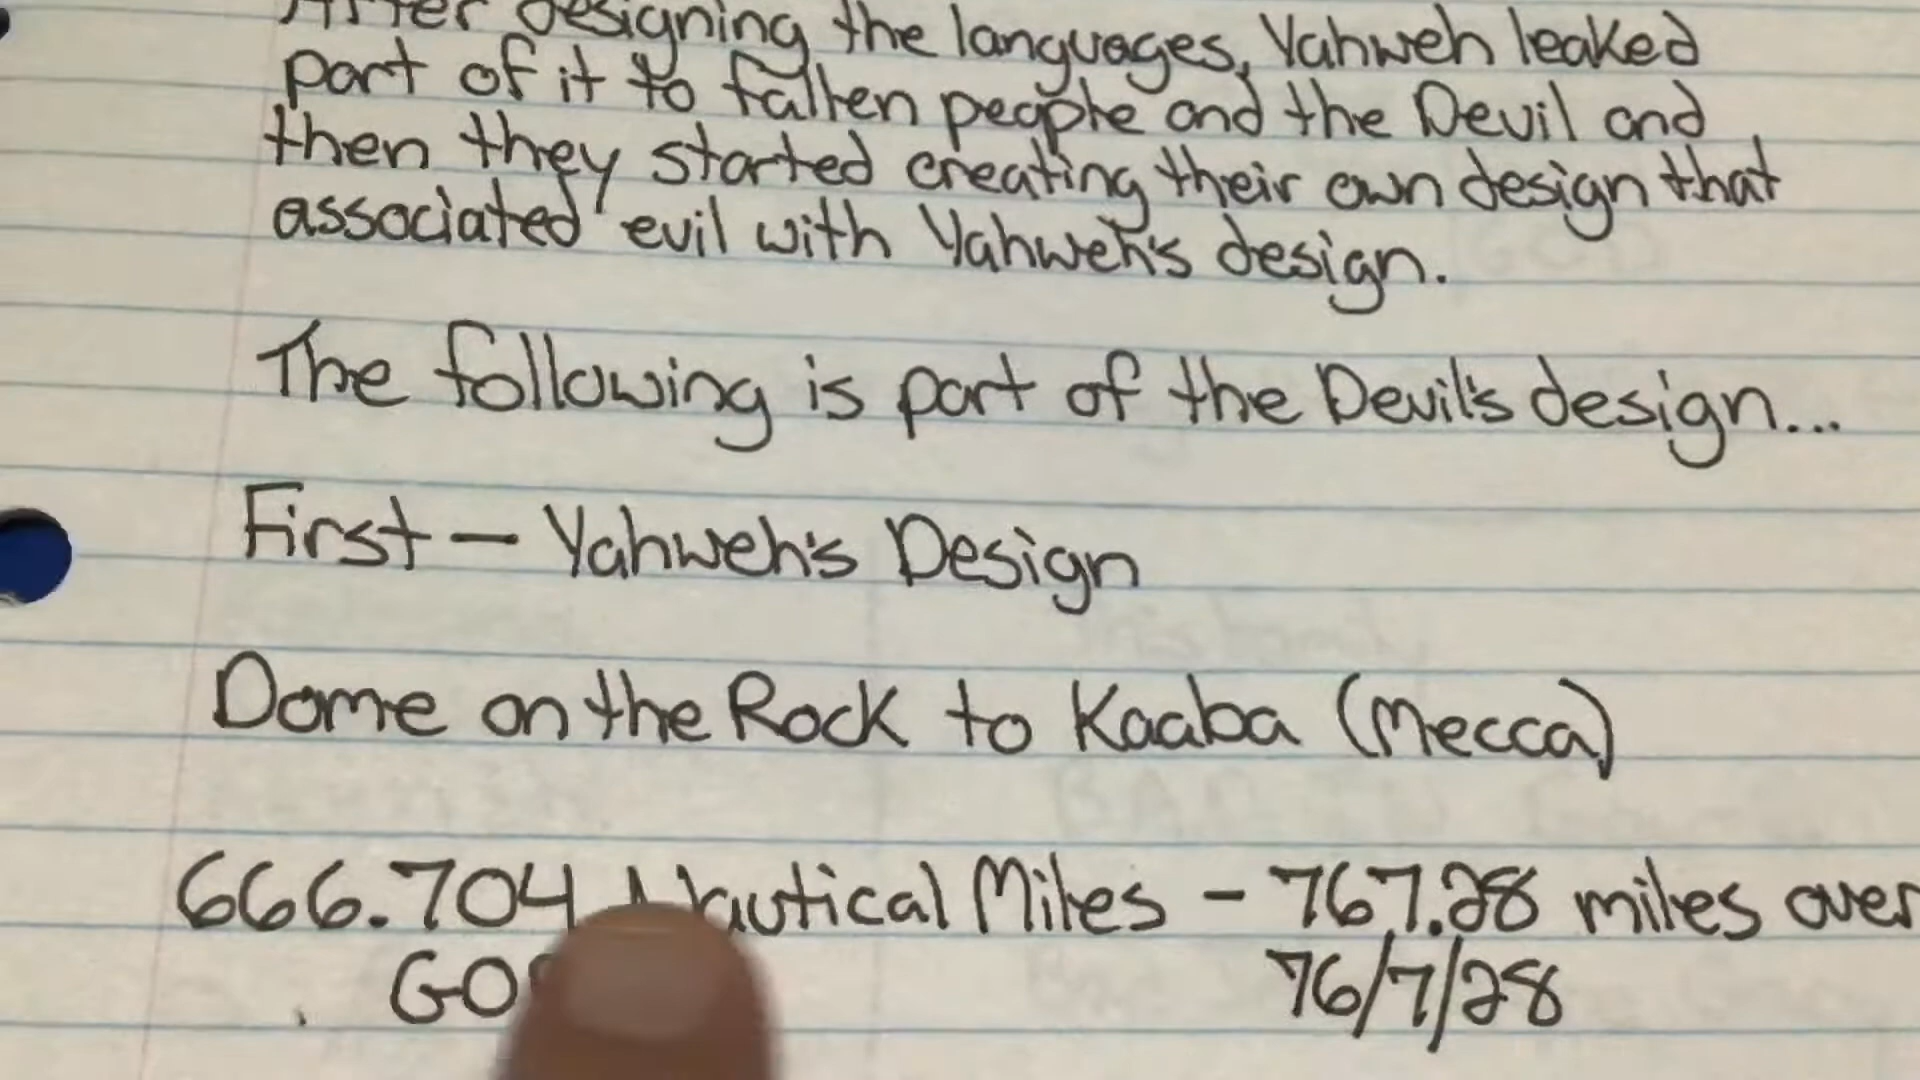 After designing the languages, Yahweh leaked
part of it to fallen people and the Devil and
then they started creating their own design that
associated evil with Yahweh's design.
The following is part of the Devil's design...
First - Yahweh's Design
Dome on the Rock to Kaaba (Mecca)
666.704 Nautical Miles - 767.28 miles over
76/7/28